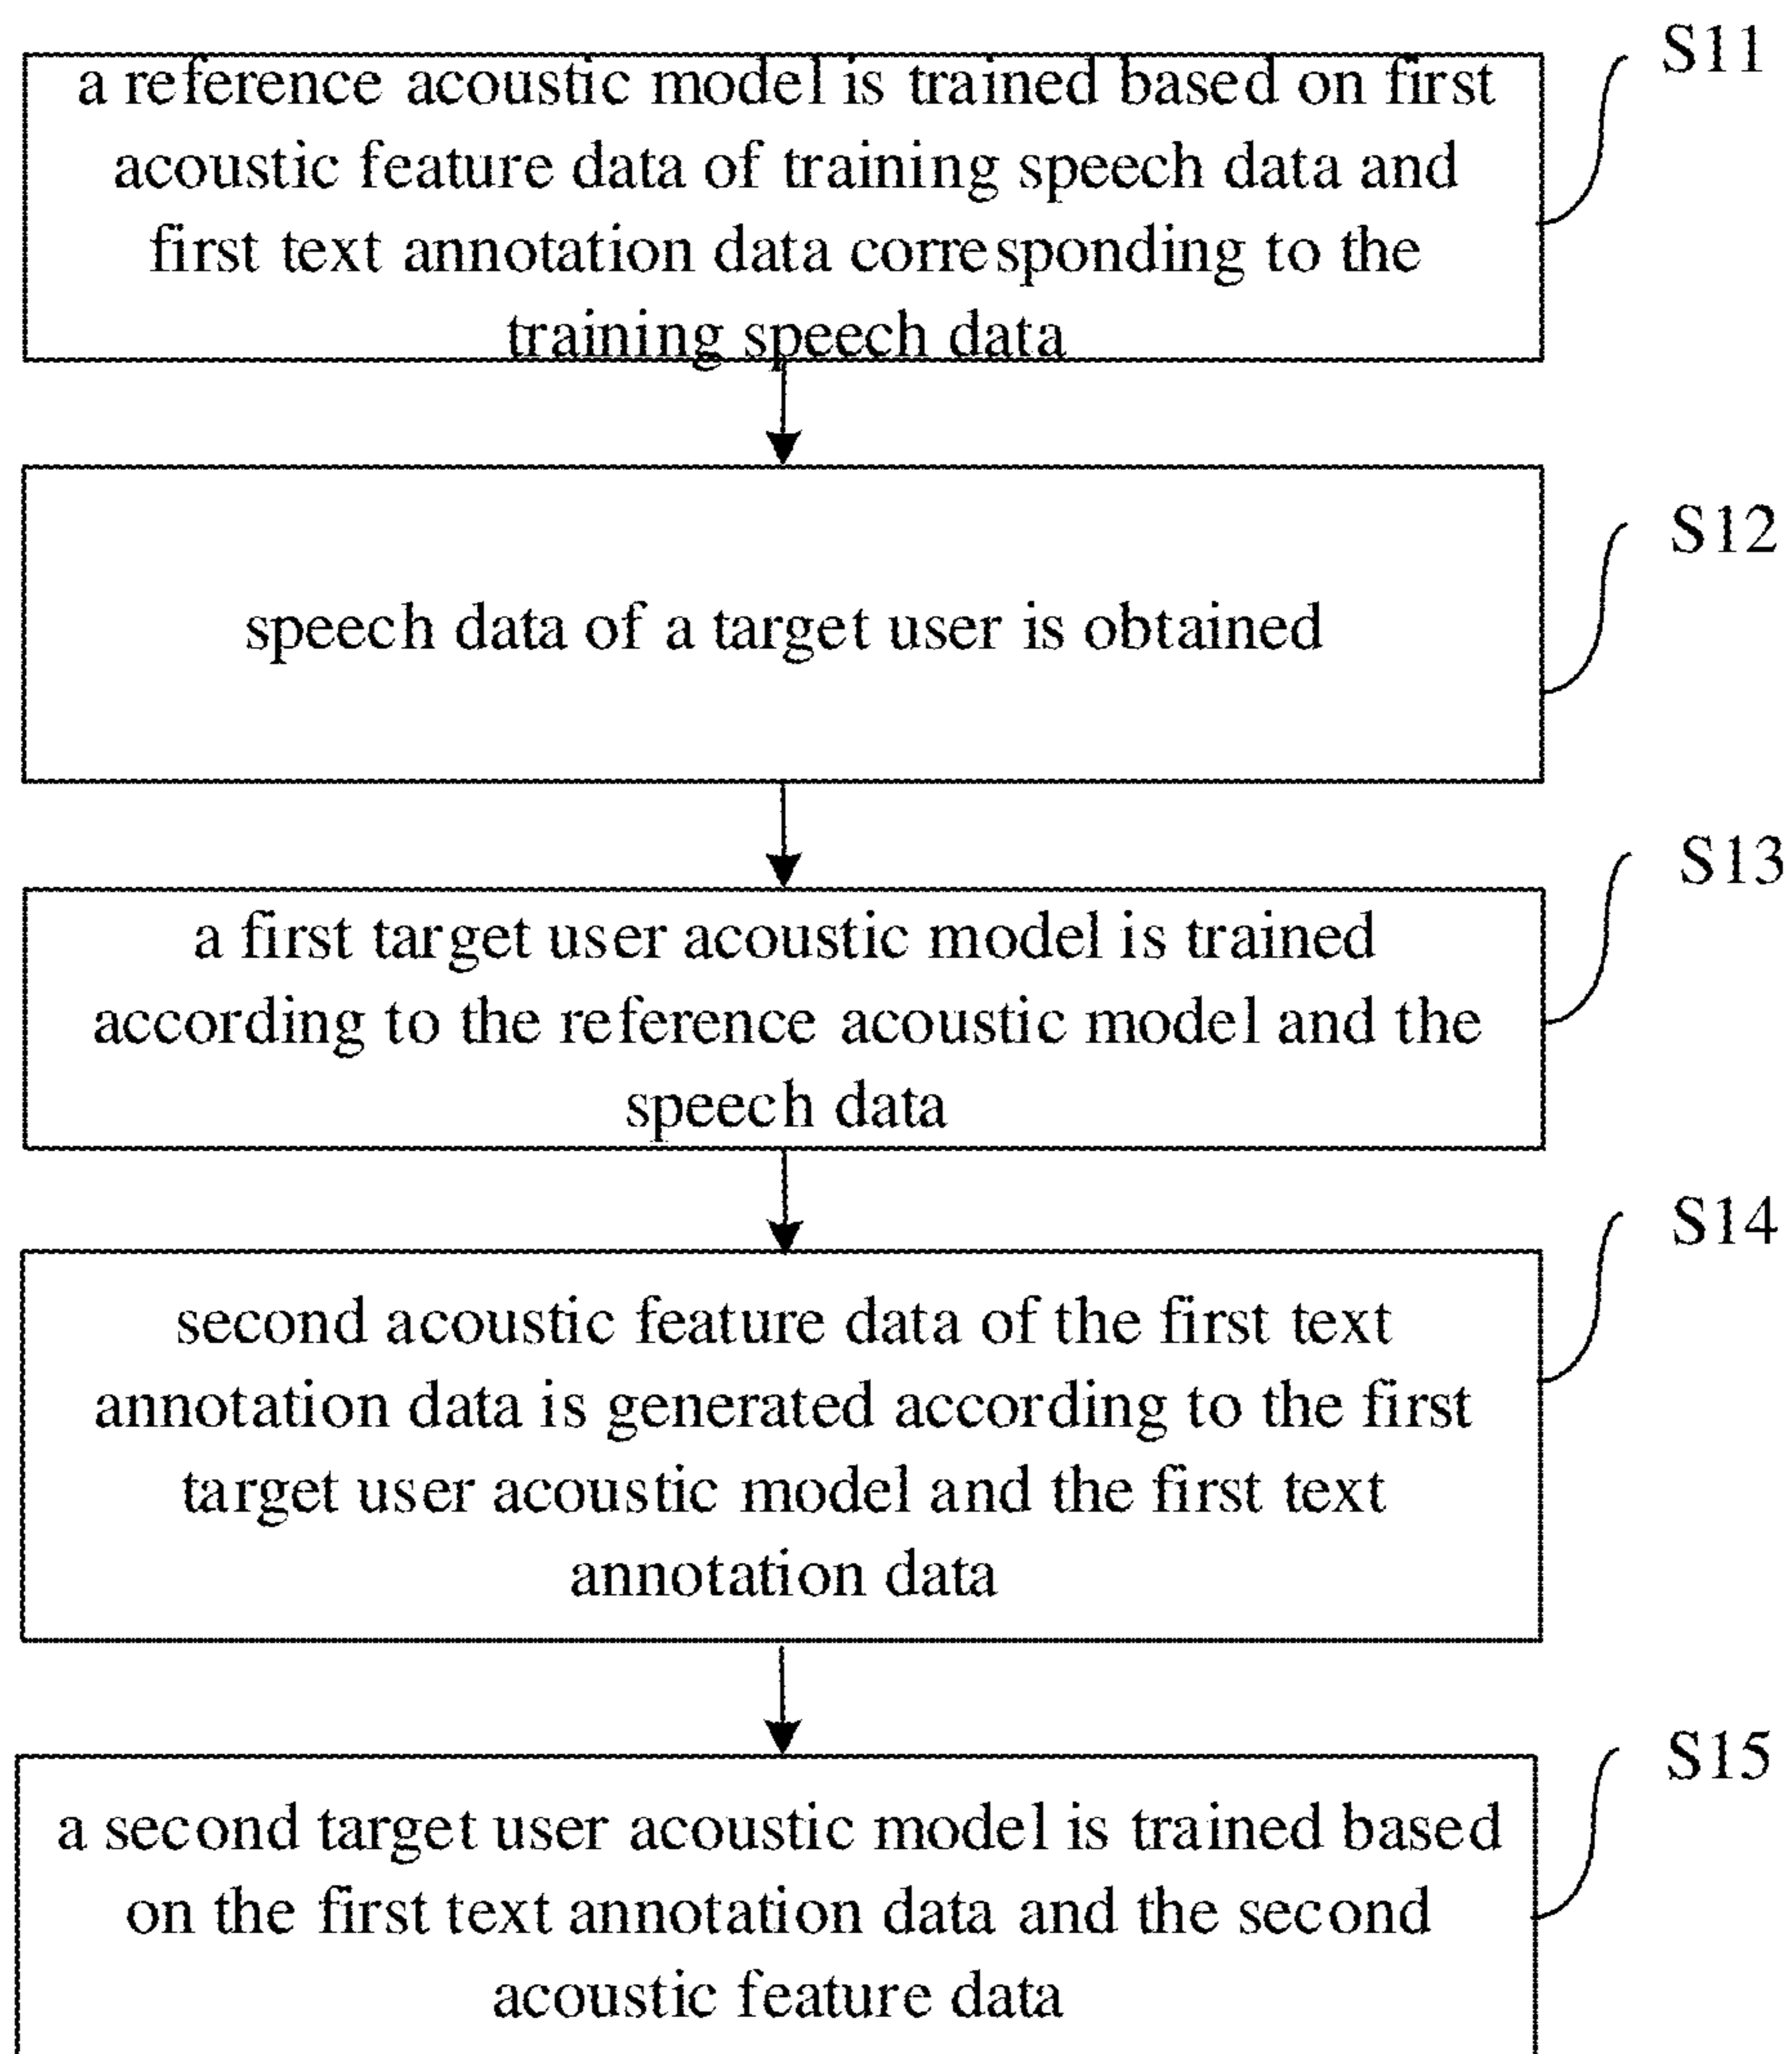 S11
a reference acoustic model is trained based on first
acoustic feature data of training speech data and
first text annotation data corresponding to the
training speech data
S12
speech data of a target user is obtained
S13
a first target user acoustic model is trained
according to the reference acoustic model and the
speech data
S14
second acoustic feature data of the first text
annotation data is generated according to the first
target user acoustic model and the first text
annotation data
S15
a second target user acoustic model is trained based
on the first text annotation data and the second
acoustic feature data